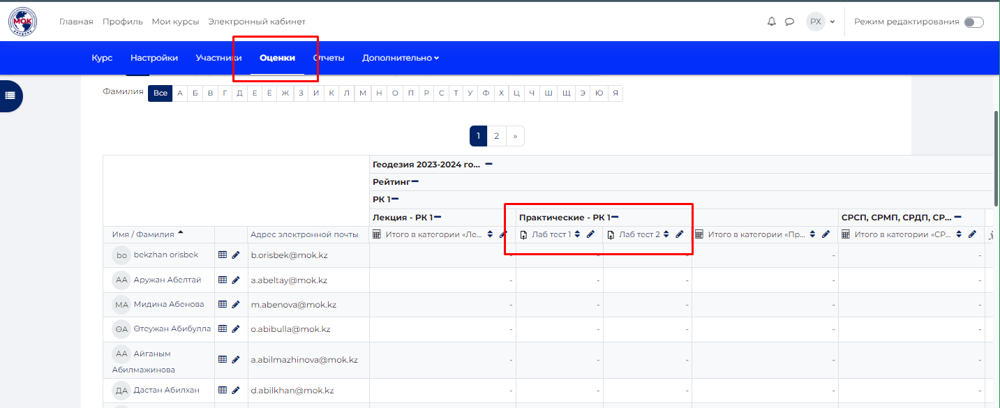 МОК
Главная Профиль Мои курсы Электронный кабинет РХ Режим редактирования
Курс Настройки Участники Оценки Отчеты Дополнительно
Фамилия Все А Б В Г Д Е Ё Ж З И К Л М Н О П Р С Т У Ф Х Ц Ч Ш Щ Э Ю Я
1 2 »
Геодезия 2023-2024 го...
Рейтинг
РК 1
Лекция - РК 1 Практические - РК 1 СРСП, СРМП, СРДП, СР...
Имя / Фамилия Адрес электронной почты Итого в категории «Ле... Лаб тест 1 Лаб тест 2 Итого в категории «Пр... Итого в категории «СР...
bo bekzhan orisbek b.orisbek@mok.kz - - - - -
АА Аружан Абелтай a.abeltay@mok.kz - - - - -
МА Мидина Абенова m.abenova@mok.kz - - - - -
ӨА Өтеужан Абибулла o.abibulla@mok.kz - - - - -
АА Айганым Абилмажинова a.abilmazhinova@mok.kz - - - - -
ДА Дастан Абилхан d.abilkhan@mok.kz - - - - -